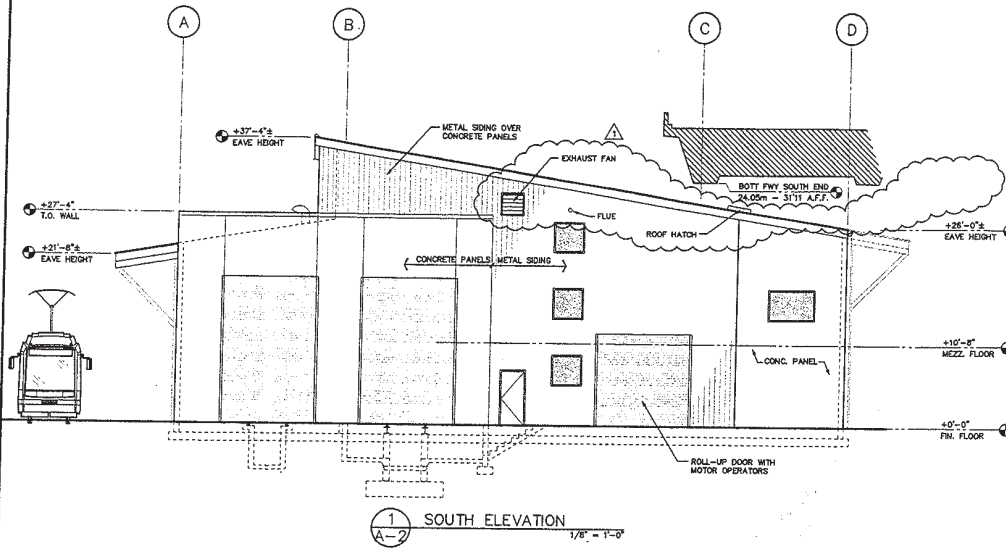 A
B
C
D
+37'-4"±
EAVE HEIGHT
METAL SIDING OVER
CONCRETE PANELS
1
EXHAUST FAN
BOTT FWY SOUTH END
24.05m - 31'11 A.F.F.
+27'-4"
T.O. WALL
FLUE
ROOF HATCH
+26'-0"±
EAVE HEIGHT
+21'-8"±
EAVE HEIGHT
CONCRETE PANELS
METAL SIDING
+10'-8"
MEZZ. FLOOR
CONC. PANEL
+0'-0"
FIN. FLOOR
ROLL-UP DOOR WITH
MOTOR OPERATORS
1
A-2
SOUTH ELEVATION
1/8" = 1'-0"